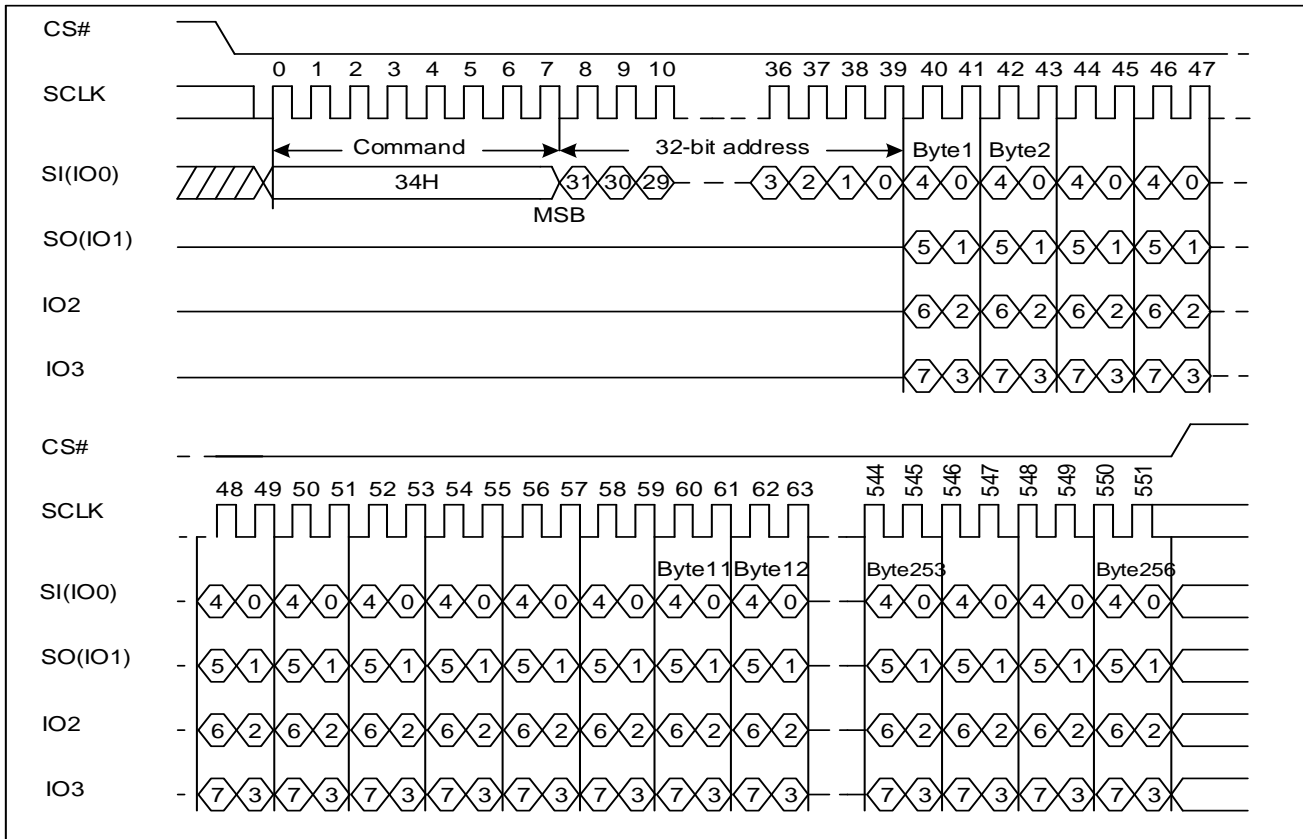 CS#
0 1 2 3 4 5 6 7 8 9 10 36 37 38 39 40 41 42 43 44 45 46 47
SCLK
Command 32-bit address Byte1 Byte2
SI(IO0) 34H 31 30 29 3 2 1 0 4 0 4 0 4 0 4 0
MSB
SO(IO1) 5 1 5 1 5 1 5 1
IO2 6 2 6 2 6 2 6 2
IO3 7 3 7 3 7 3 7 3
CS#
48 49 50 51 52 53 54 55 56 57 58 59 60 61 62 63 544 545 546 547 548 549 550 551
SCLK
Byte11 Byte12 Byte253 Byte256
SI(IO0) 4 0 4 0 4 0 4 0 4 0 4 0 4 0 4 0 4 0 4 0 4 0 4 0
SO(IO1) 5 1 5 1 5 1 5 1 5 1 5 1 5 1 5 1 5 1 5 1 5 1 5 1
IO2 6 2 6 2 6 2 6 2 6 2 6 2 6 2 6 2 6 2 6 2 6 2 6 2
IO3 7 3 7 3 7 3 7 3 7 3 7 3 7 3 7 3 7 3 7 3 7 3 7 3